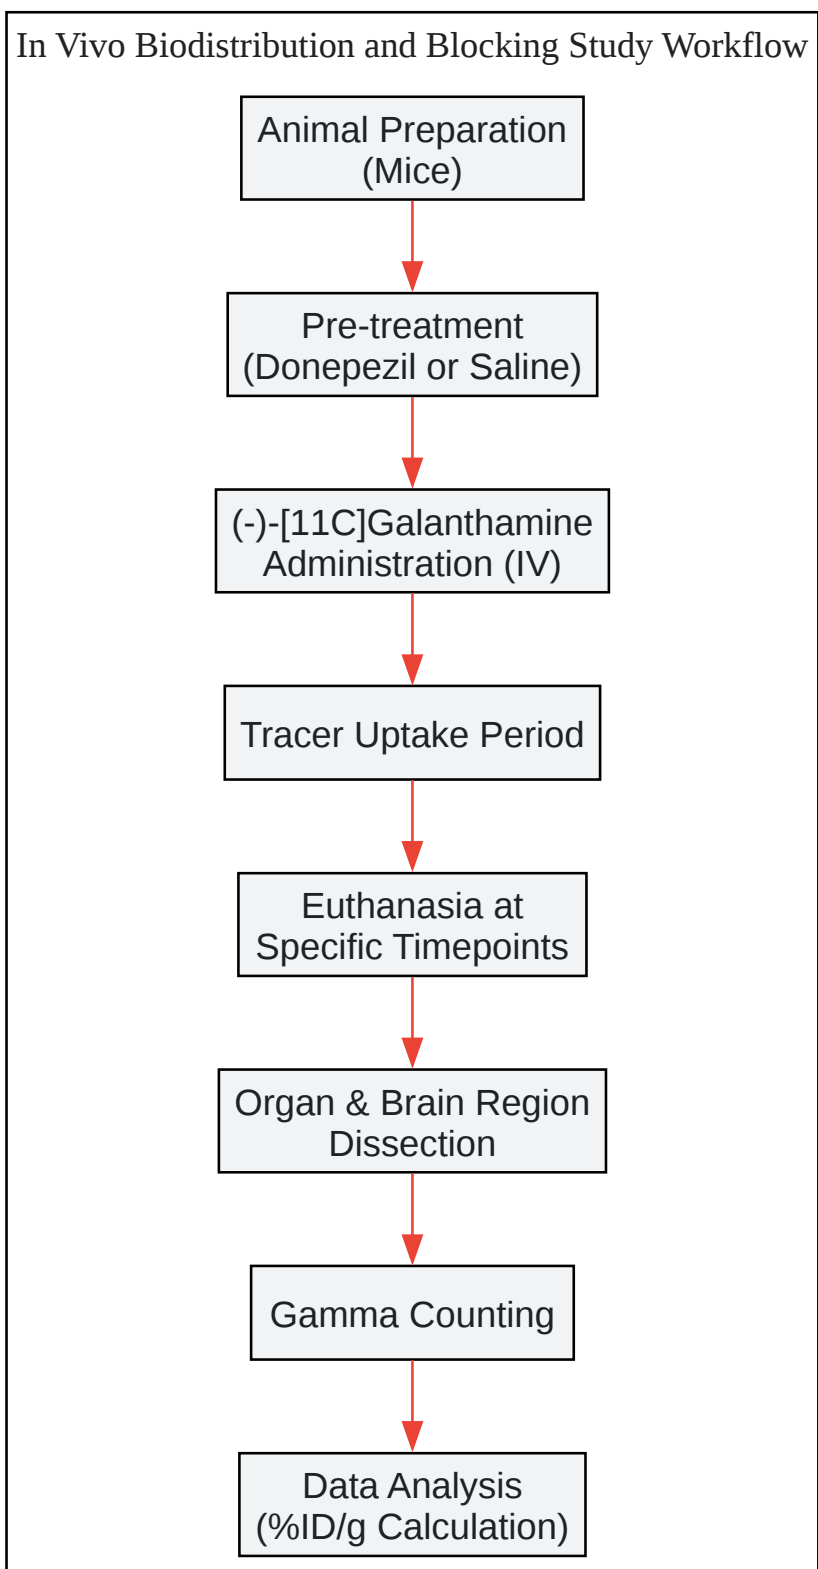 In Vivo Biodistribution and Blocking Study Workflow
Animal Preparation
(Mice)
Pre-treatment
(Donepezil or Saline)
(-)-[11C]Galanthamine
Administration (IV)
Tracer Uptake Period
Euthanasia at
Specific Timepoints
Organ & Brain Region
Dissection
Gamma Counting
Data Analysis
(%ID/g Calculation)